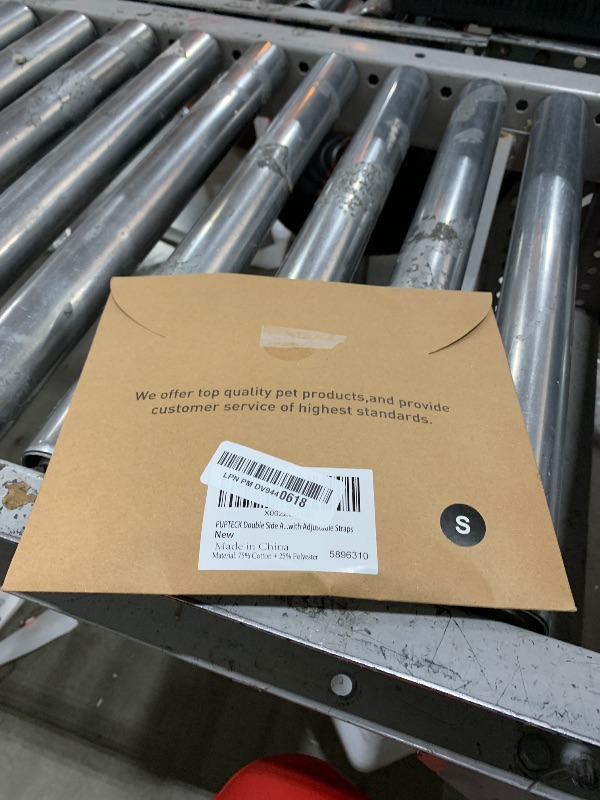 We offer top quality pet products,and provide
customer service of highest standards.
LPN PM DV9440618
PUPTECK Double Side A...with Adjustable Straps
New
Made in China
Material: 75% Cotton + 25% Polyester 5896310
S